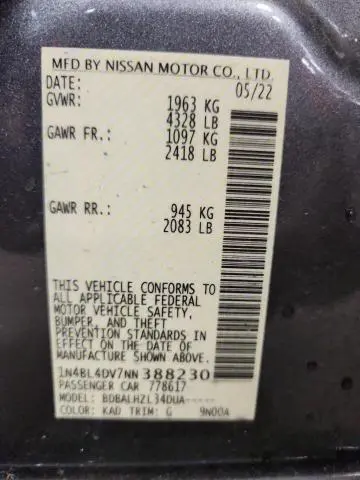 MFD BY NISSAN MOTOR CO., LTD.
DATE: 05/22
GVWR: 1963 KG
4328 LB
GAWR FR: 1097 KG
2418 LB
GAWR RR: 945 KG
2083 LB
THIS VEHICLE CONFORMS TO
ALL APPLICABLE FEDERAL
MOTOR VEHICLE SAFETY,
BUMPER, AND THEFT
PREVENTION STANDARDS IN
EFFECT ON THE DATE OF
MANUFACTURE SHOWN ABOVE.
1N4BL4DV7NN388230
PASSENGER CAR 778617
MODEL: BDBALHZL34DUA-----
COLOR: KAD TRIM: G 9N00A